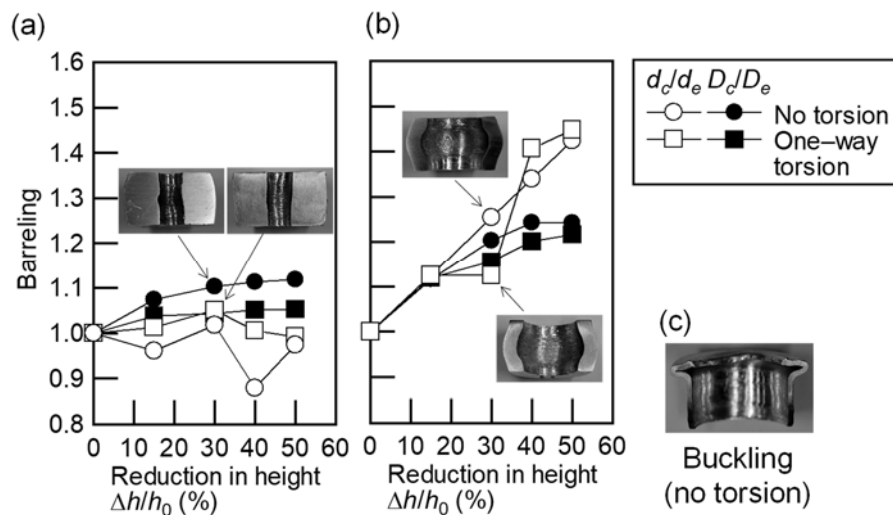 (a)
(b)
1.6
1.5
1.4
1.3
1.2
1.1
1.0
0.9
0.8
Barreling
0 10 20 30 40 50 60
0 10 20 30 40 50 60
Reduction in height
Δh/h0 (%)
Reduction in height
Δh/h0 (%)
dc/de Dc/De
No torsion
One–way
torsion
(c)
Buckling
(no torsion)